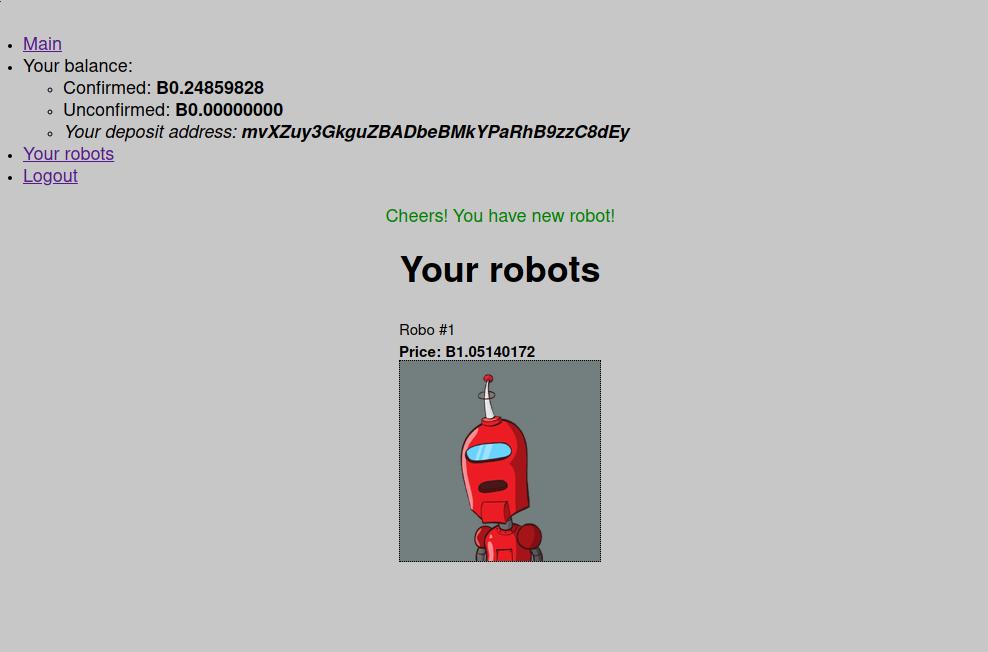 Main
Your balance:
Confirmed: B0.24859828
Unconfirmed: B0.00000000
Your deposit address: mvXZuy3GkguZBADbeBMkYPaRhB9zzC8dEy
Your robots
Logout
Cheers! You have new robot!
Your robots
Robo #1
Price: B1.05140172